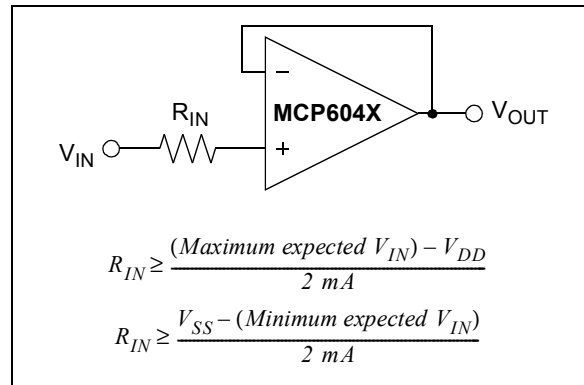 −
R_IN
MCP604X
V_OUT
V_IN
+
R_IN ≥ (Maximum expected V_IN) – V_DD
2 mA
R_IN ≥ V_SS – (Minimum expected V_IN)
2 mA